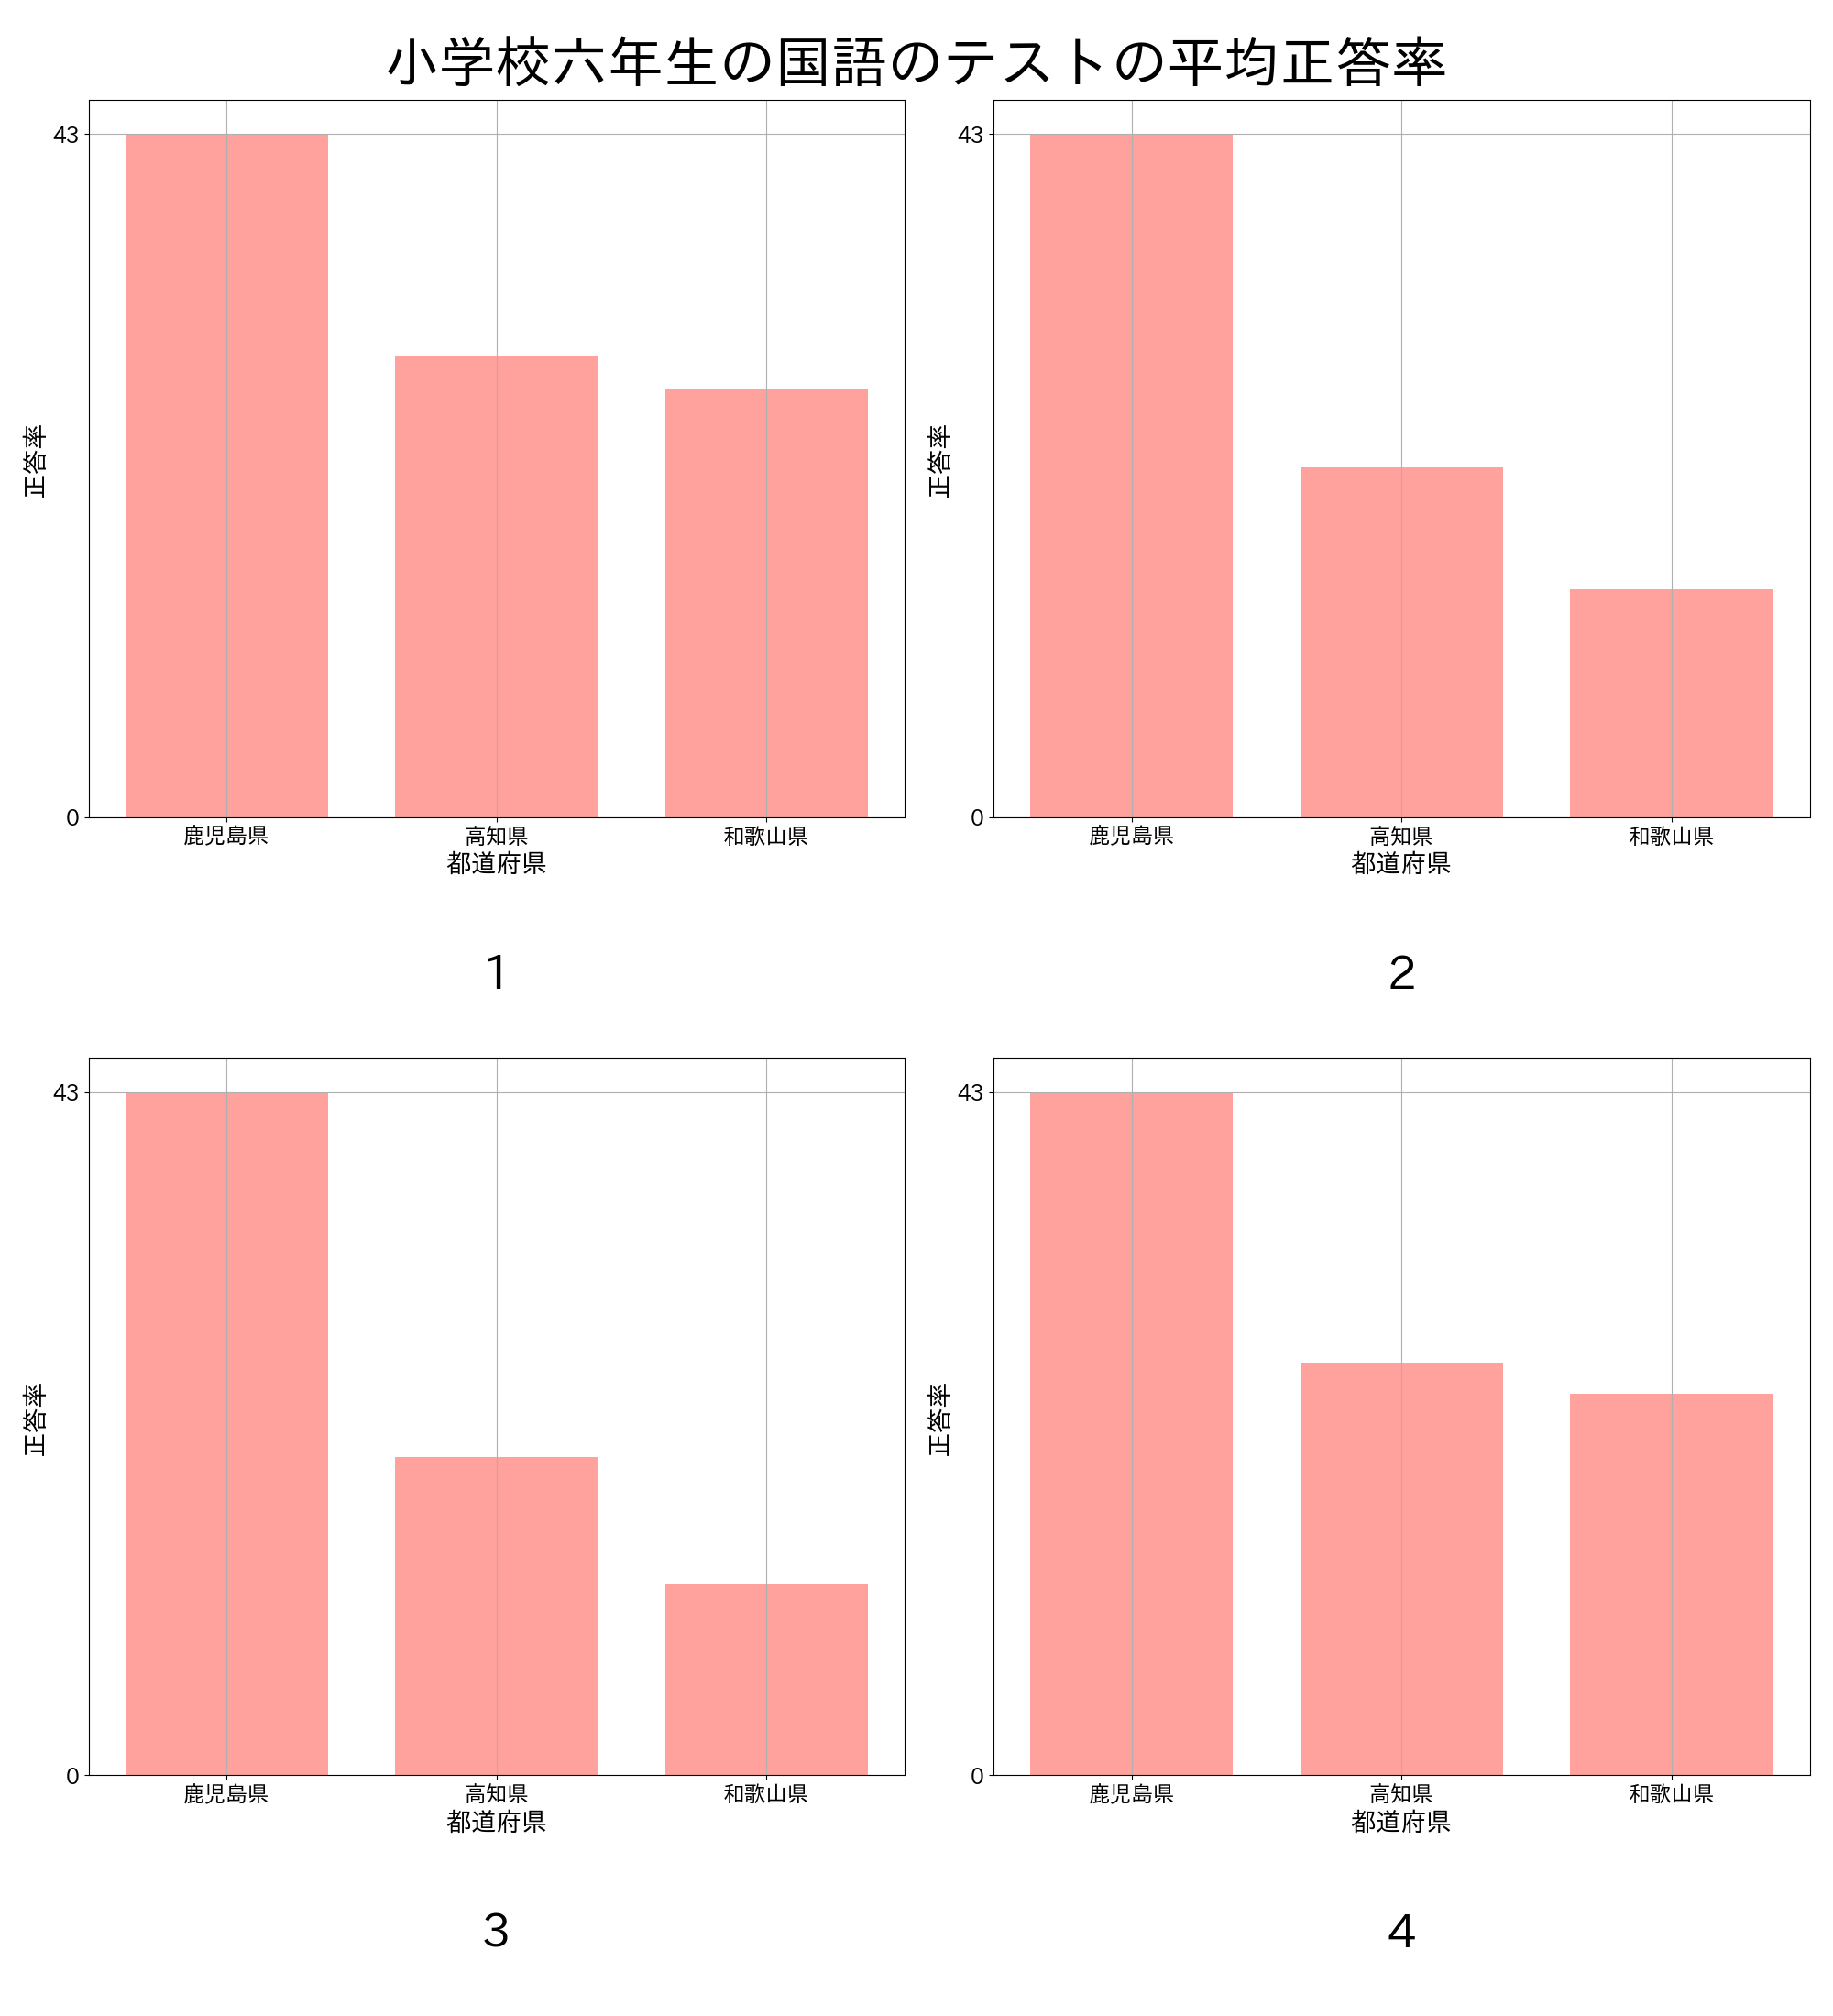 小学校六年生の国語のテストの平均正答率
43
0
正答率
鹿児島県 高知県 和歌山県
都道府県
1
43
0
正答率
鹿児島県 高知県 和歌山県
都道府県
2
43
0
正答率
鹿児島県 高知県 和歌山県
都道府県
3
43
0
正答率
鹿児島県 高知県 和歌山県
都道府県
4